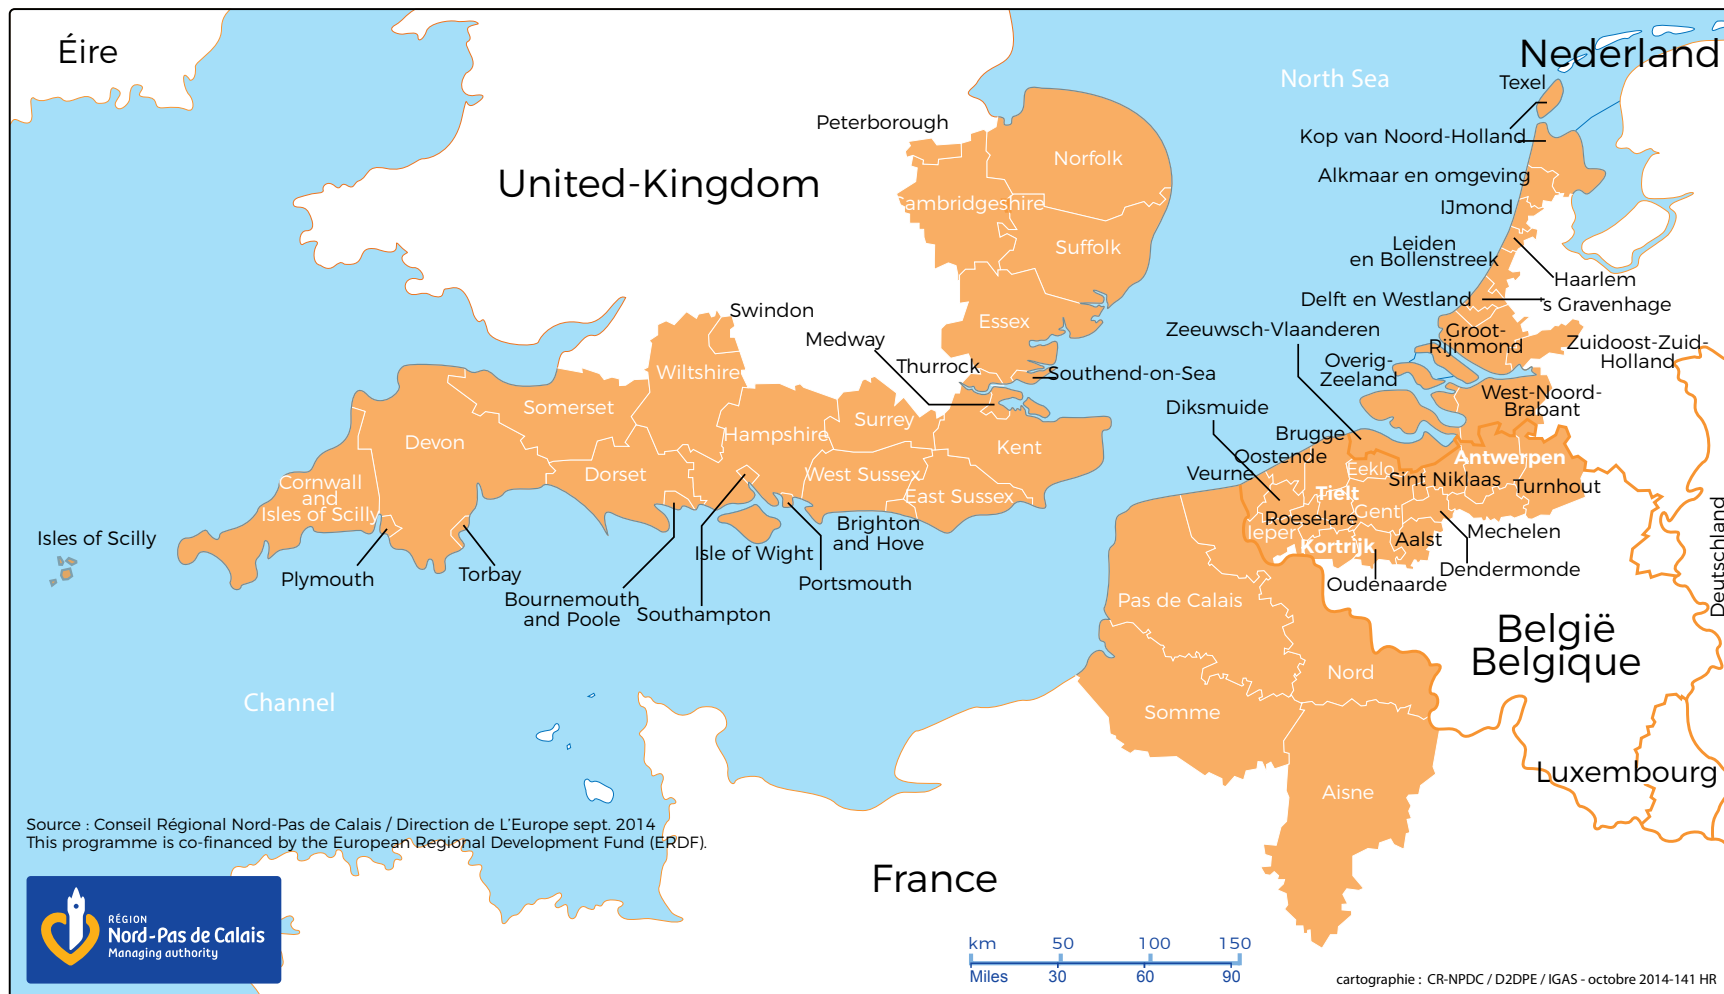 Éire
Nederland
North Sea
Texel
Peterborough
Kop van Noord-Holland
Norfolk
United-Kingdom
Alkmaar en omgeving
Cambridgeshire
IJmond
Suffolk
Leiden
en Bollenstreek
Haarlem
Delft en Westland
's Gravenhage
Swindon
Essex
Zeeuwsch-Vlaanderen
Groot-
Rijnmond
Medway
Zuidoost-Zuid-
Holland
Thurrock
Overig-
Zeeland
Wiltshire
Southend-on-Sea
West-Noord-
Brabant
Somerset
Diksmuide
Surrey
Devon
Hampshire
Kent
Brugge
Oostende
Antwerpen
Veurne
Eeklo
Dorset
West Sussex
Sint Niklaas
Turnhout
Cornwall
and
Isles of Scilly
East Sussex
Tielt
Gent
Roeselare
Brighton
and Hove
Ieper
Mechelen
Isles of Scilly
Kortrijk
Aalst
Isle of Wight
Deutschland
Plymouth
Torbay
Portsmouth
Dendermonde
Oudenaarde
Bournemouth
and Poole
Southampton
Pas de Calais
België
Belgique
Nord
Channel
Somme
Luxembourg
Aisne
Source : Conseil Régional Nord-Pas de Calais / Direction de L'Europe sept. 2014
This programme is co-financed by the European Regional Development Fund (ERDF).
France
RÉGION
Nord-Pas de Calais
Managing authority
km 50 100 150
Miles 30 60 90
cartographie : CR-NPDC / D2DPE / IGAS - octobre 2014-141 HR